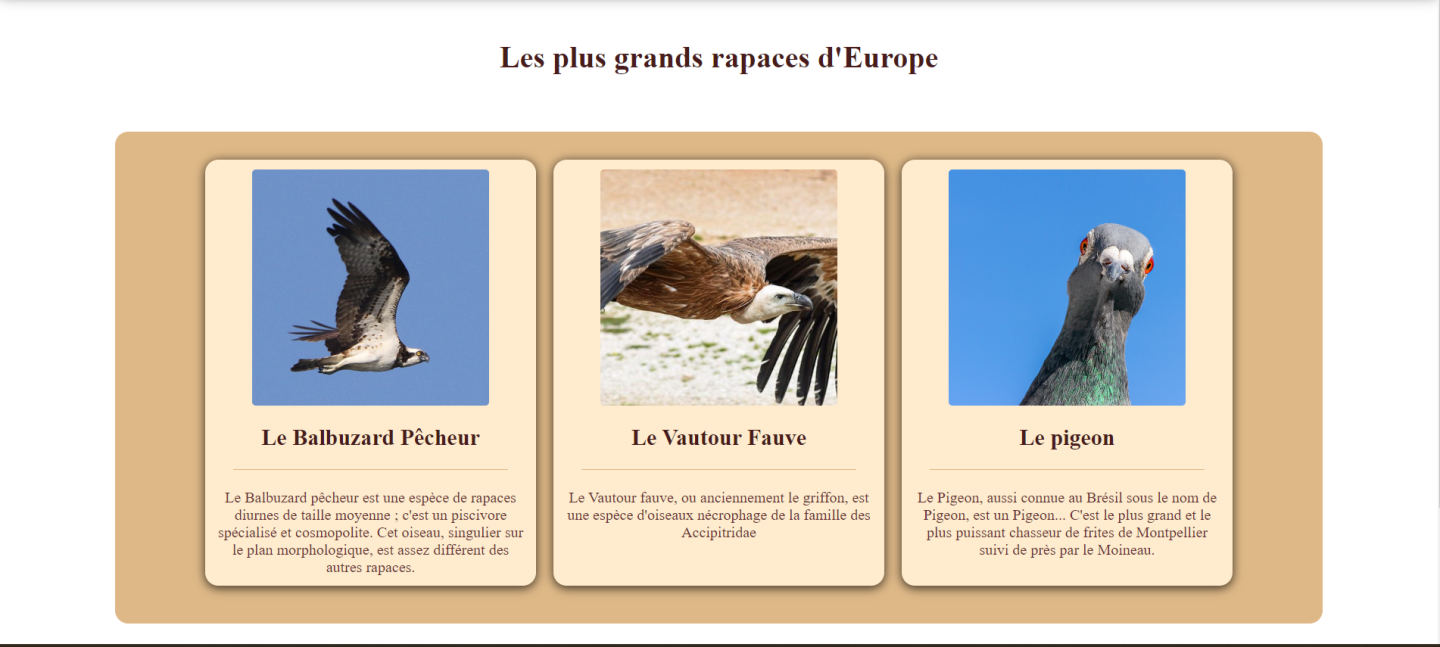 Les plus grands rapaces d'Europe
Le Balbuzard Pêcheur
Le Balbuzard pêcheur est une espèce de rapaces
diurnes de taille moyenne ; c'est un piscivore
spécialisé et cosmopolite. Cet oiseau, singulier sur
le plan morphologique, est assez différent des
autres rapaces.
Le Vautour Fauve
Le Vautour fauve, ou anciennement le griffon, est
une espèce d'oiseaux nécrophage de la famille des
Accipitridae
Le pigeon
Le Pigeon, aussi connue au Brésil sous le nom de
Pigeon, est un Pigeon... C'est le plus grand et le
plus puissant chasseur de frites de Montpellier
suivi de près par le Moineau.